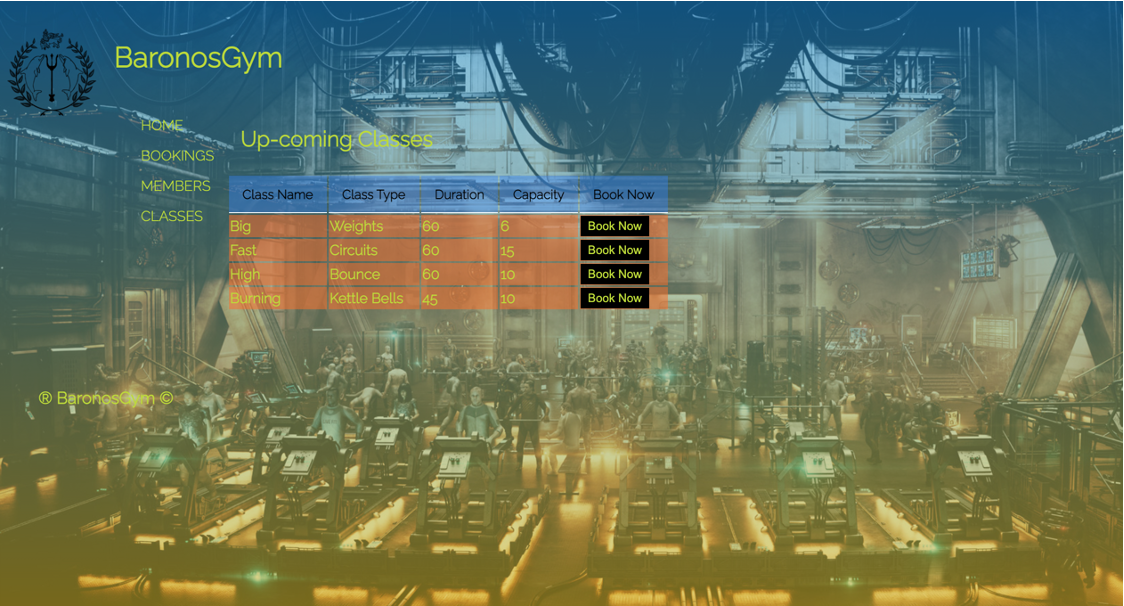 BaronosGym
HOME
BOOKINGS
MEMBERS
CLASSES
Up-coming Classes
Class Name Class Type Duration Capacity Book Now
Big Weights 60 6 Book Now
Fast Circuits 60 15 Book Now
High Bounce 60 10 Book Now
Burning Kettle Bells 45 10 Book Now
® BaronosGym ©